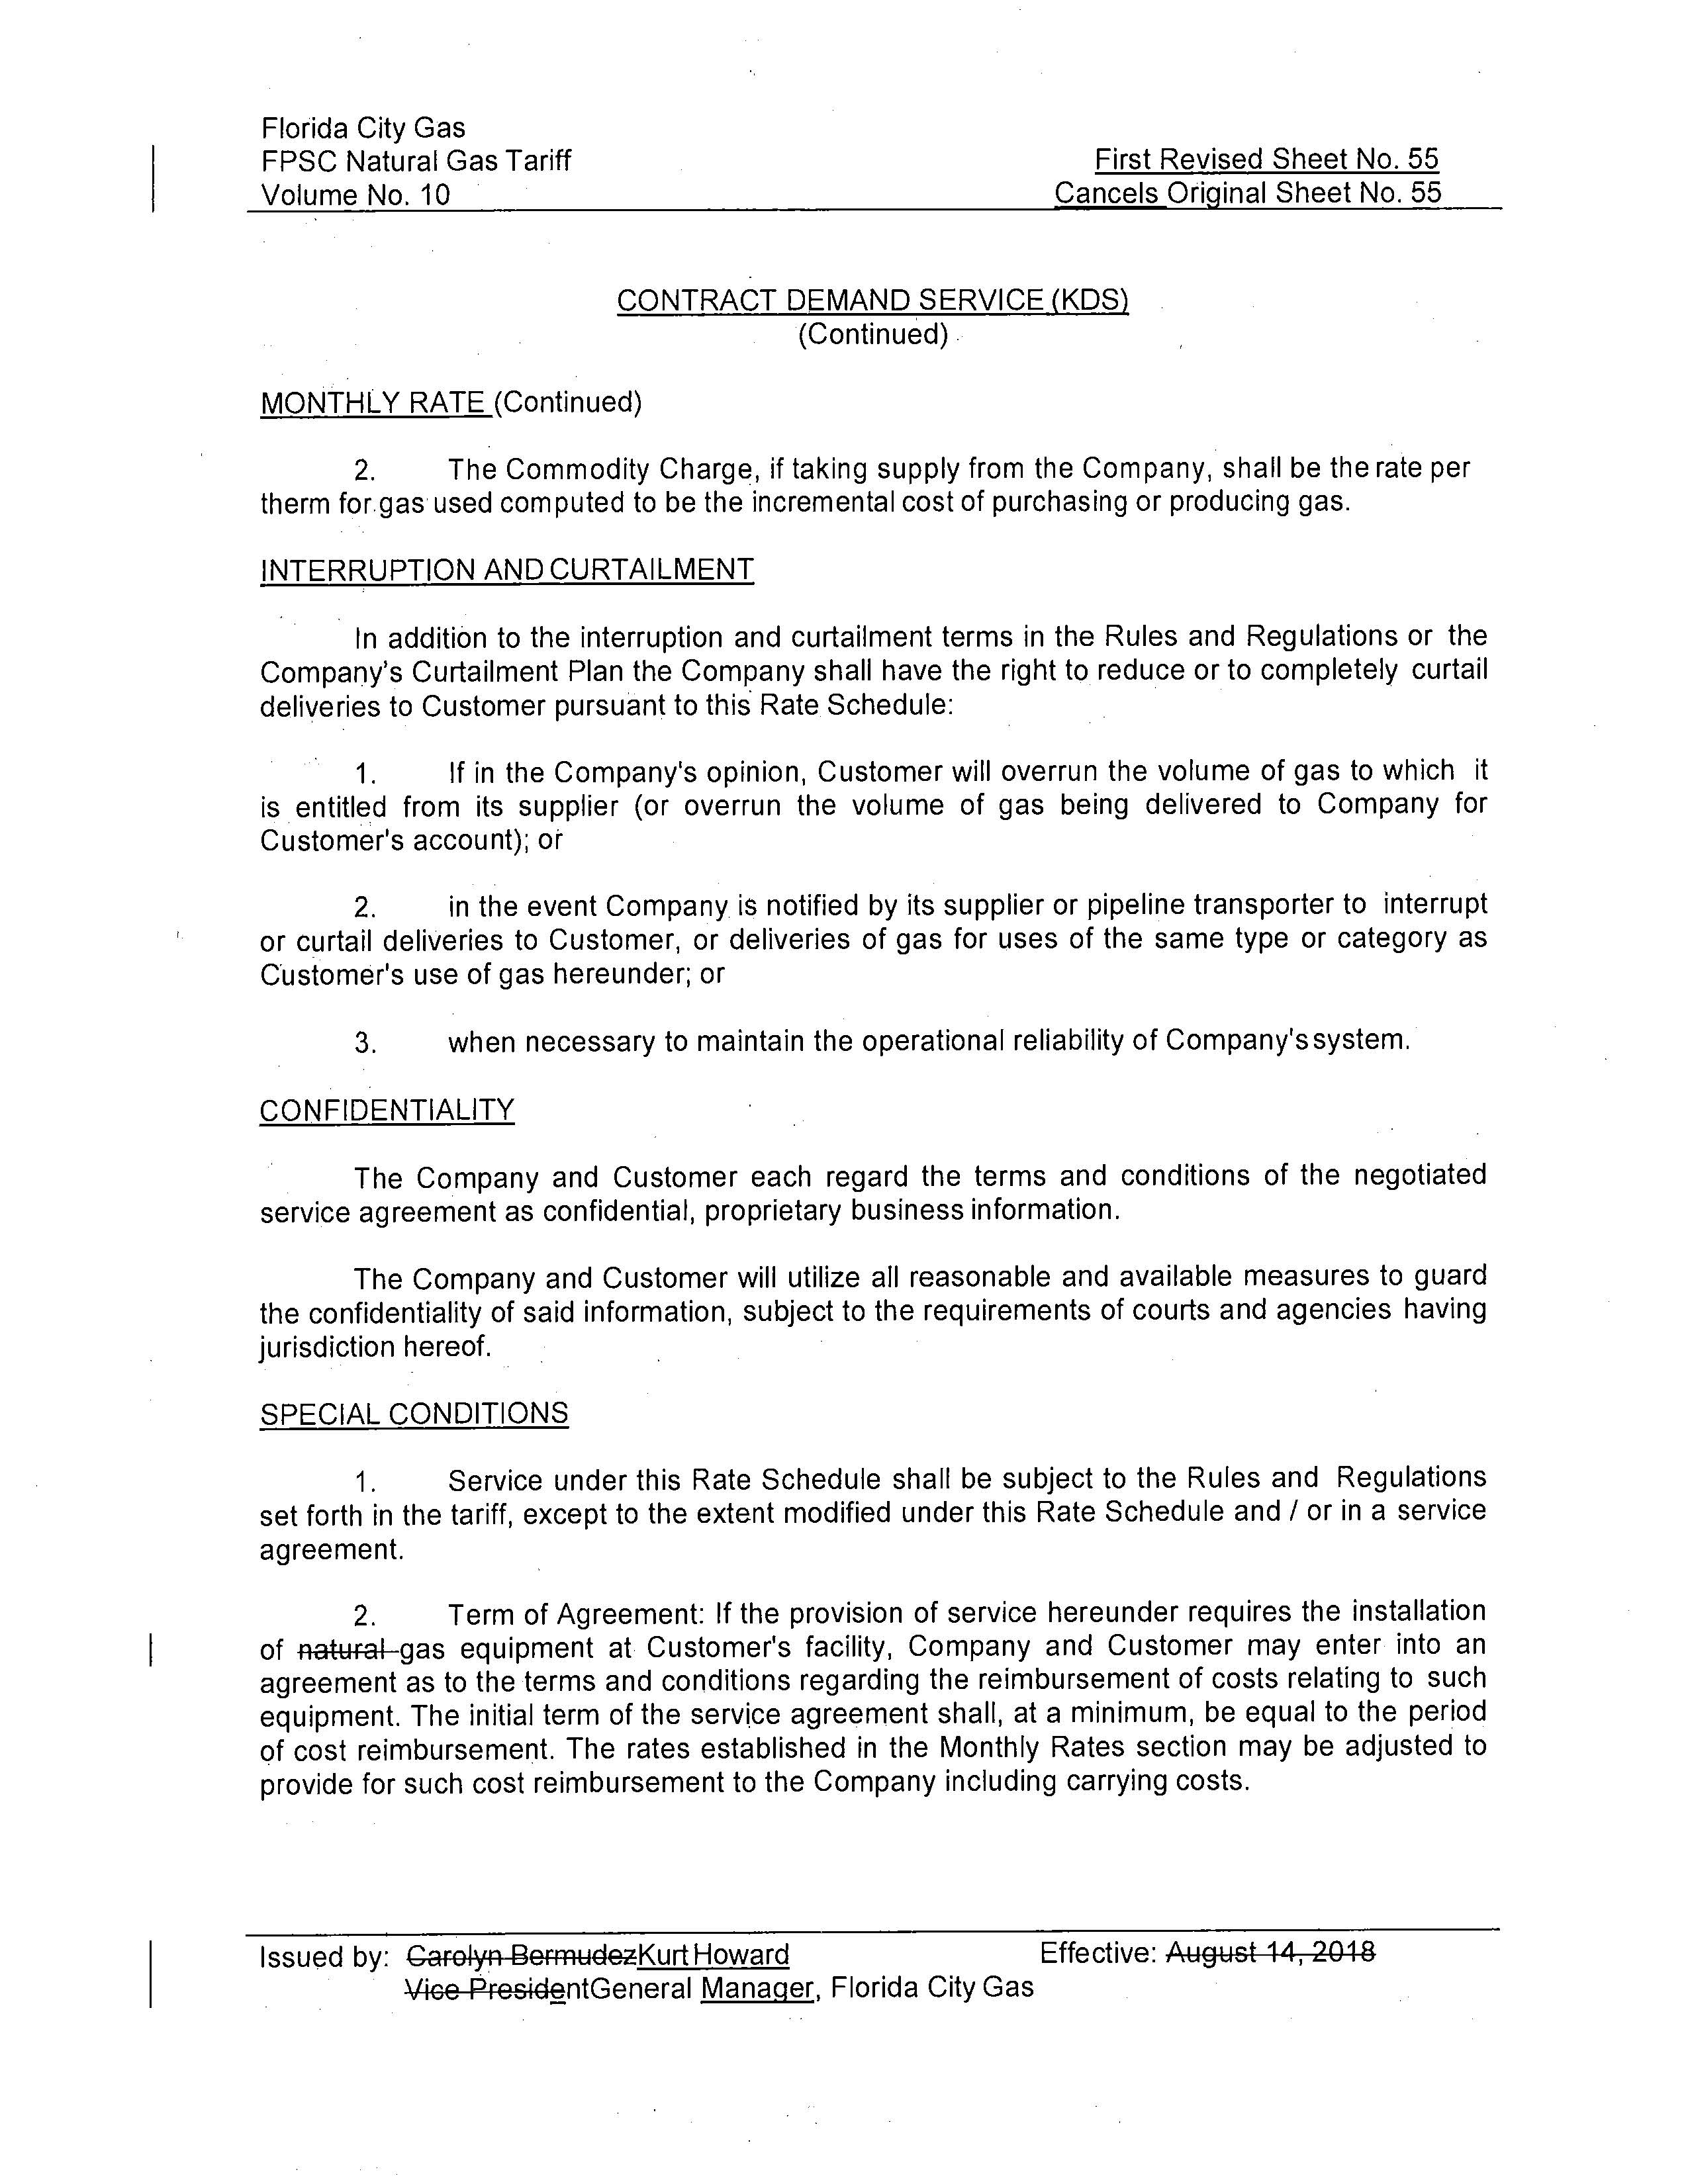 Florida City Gas
FPSC Natural Gas Tariff
First Revised Sheet No. 55
Volume No. 10
Cancels Original Sheet No. 55
CONTRACT DEMAND SERVICE (KDS)
(Continued)
MONTHLY RATE (Continued)
2. The Commodity Charge, if taking supply from the Company, shall be the rate per
therm for gas used computed to be the incremental cost of purchasing or producing gas.
INTERRUPTION AND CURTAILMENT
In addition to the interruption and curtailment terms in the Rules and Regulations or the
Company's Curtailment Plan the Company shall have the right to reduce or to completely curtail
deliveries to Customer pursuant to this Rate Schedule:
1. If in the Company's opinion, Customer will overrun the volume of gas to which it
is entitled from its supplier (or overrun the volume of gas being delivered to Company for
Customer's account); or
2. in the event Company is notified by its supplier or pipeline transporter to interrupt
or curtail deliveries to Customer, or deliveries of gas for uses of the same type or category as
Customer's use of gas hereunder; or
3. when necessary to maintain the operational reliability of Company's system.
CONFIDENTIALITY
The Company and Customer each regard the terms and conditions of the negotiated
service agreement as confidential, proprietary business information.
The Company and Customer will utilize all reasonable and available measures to guard
the confidentiality of said information, subject to the requirements of courts and agencies having
jurisdiction hereof.
SPECIAL CONDITIONS
1. Service under this Rate Schedule shall be subject to the Rules and Regulations
set forth in the tariff, except to the extent modified under this Rate Schedule and / or in a service
agreement.
2. Term of Agreement: If the provision of service hereunder requires the installation
of natural gas equipment at Customer's facility, Company and Customer may enter into an
agreement as to the terms and conditions regarding the reimbursement of costs relating to such
equipment. The initial term of the service agreement shall, at a minimum, be equal to the period
of cost reimbursement. The rates established in the Monthly Rates section may be adjusted to
provide for such cost reimbursement to the Company including carrying costs.
Issued by: Carolyn BermudezKurt Howard
Effective: August 14, 2018
Vice PresidentGeneral Manager, Florida City Gas